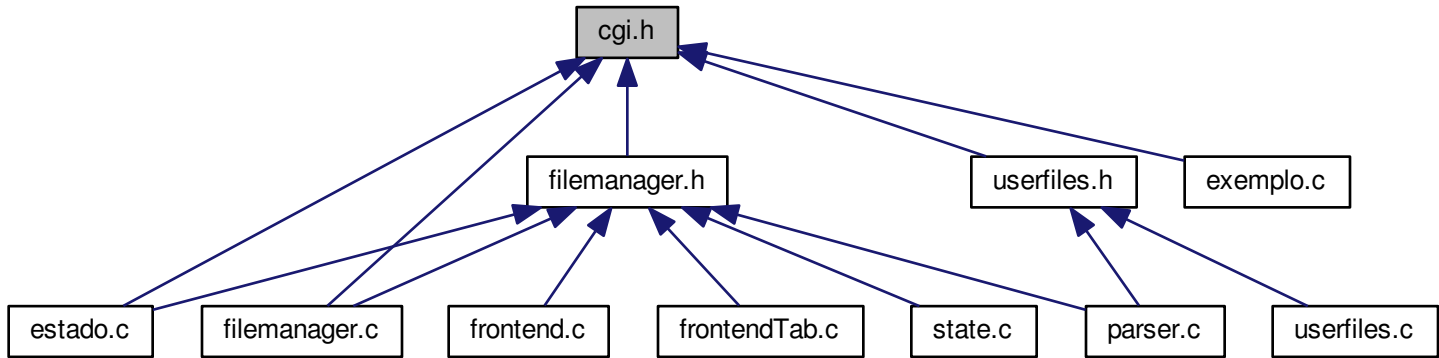 cgi.h
filemanager.h
userfiles.h
exemplo.c
estado.c
filemanager.c
frontend.c
frontendTab.c
state.c
parser.c
userfiles.c